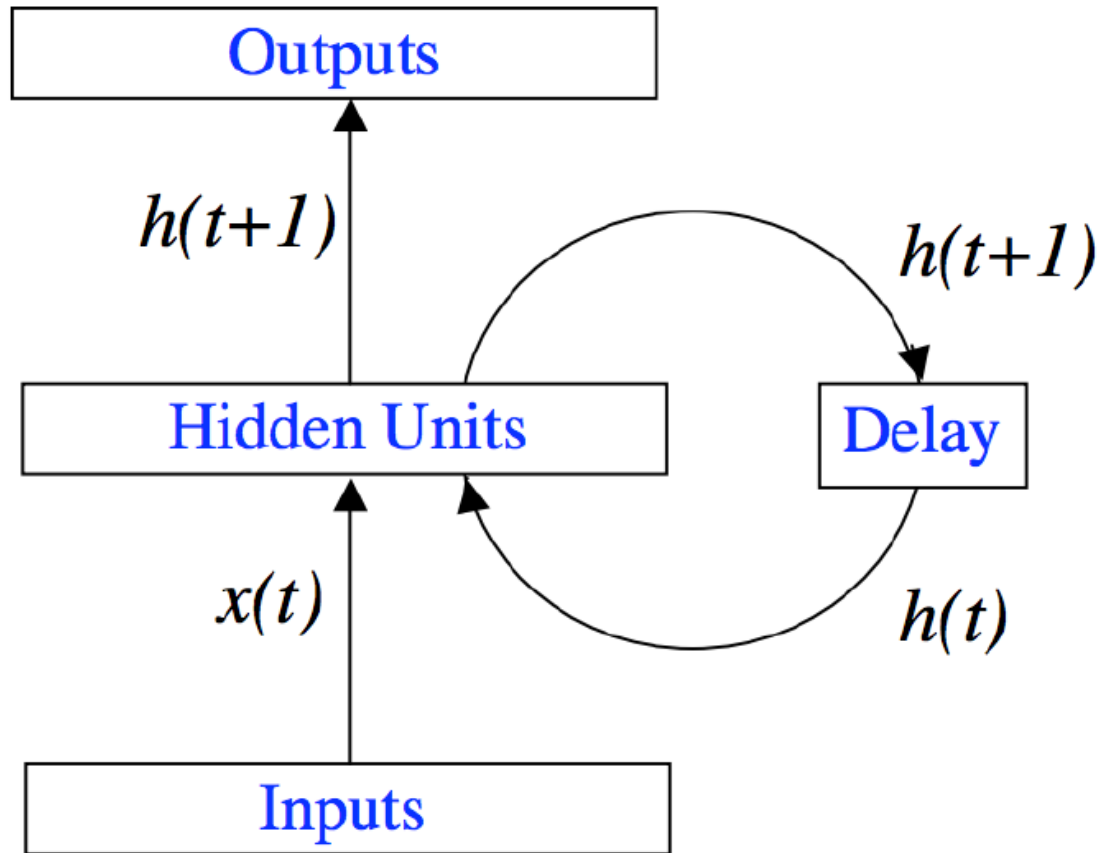 Outputs
h(t+1)
h(t+1)
Hidden Units
Delay
x(t)
h(t)
Inputs